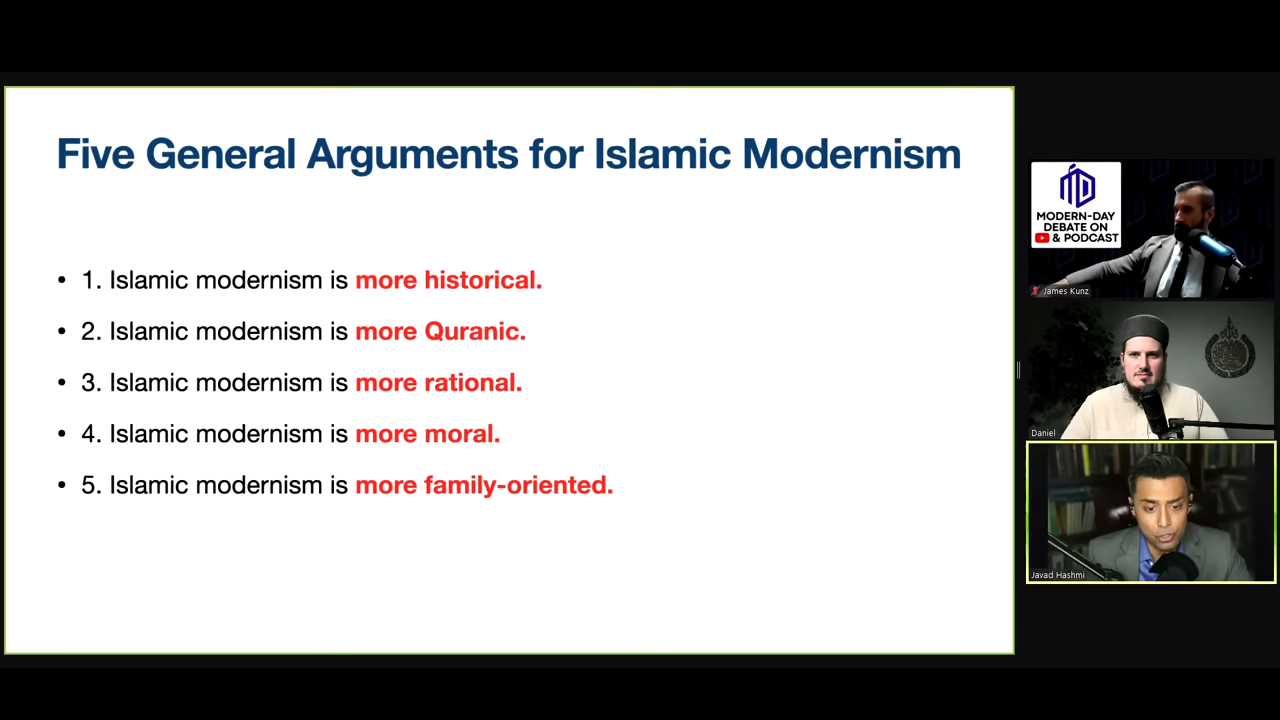 Five General Arguments for Islamic Modernism
• 1. Islamic modernism is more historical.
• 2. Islamic modernism is more Quranic.
• 3. Islamic modernism is more rational.
• 4. Islamic modernism is more moral.
• 5. Islamic modernism is more family-oriented.
MODERN-DAY
DEBATE ON
& PODCAST
James Kunz
Daniel
Javad Hashmi